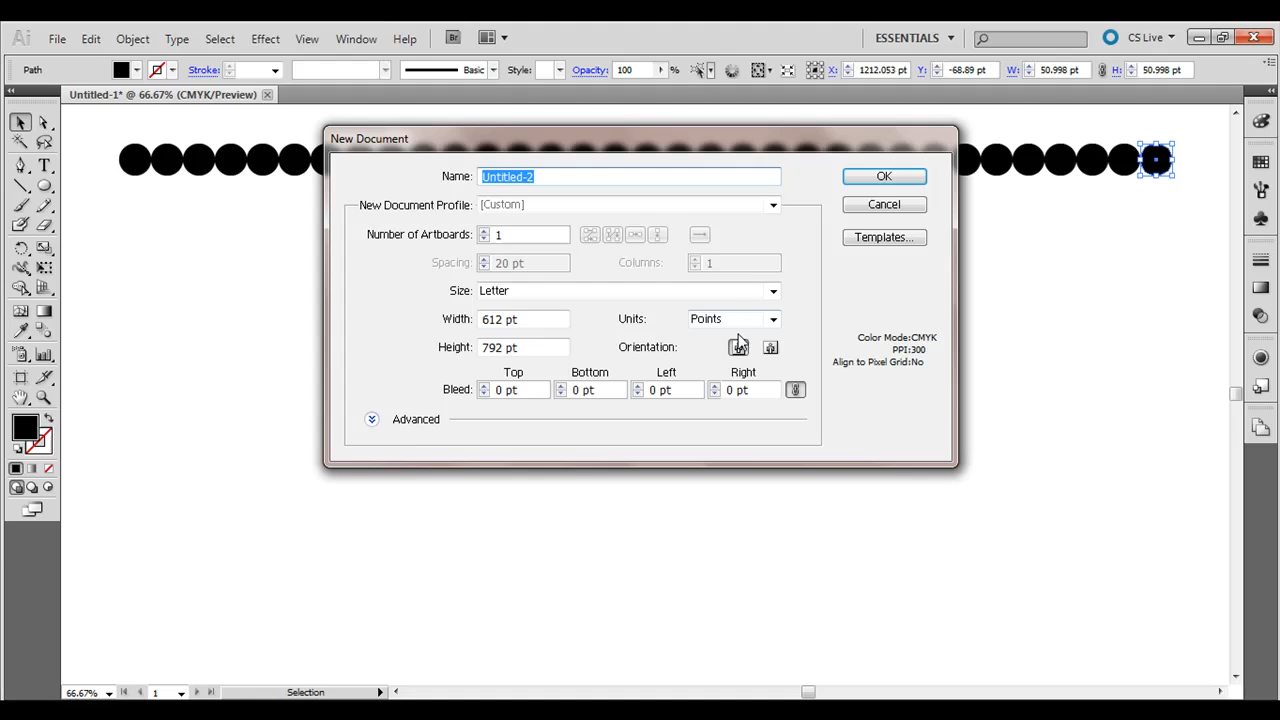 Ai File Edit Object Type Select Effect View Window Help Br ESSENTIALS CS Live
Path Stroke: Basic Style: Opacity: 100 % X: 1212.053 pt Y: -68.89 pt W: 50.998 pt H: 50.998 pt
Untitled-1* @ 66.67% (CMYK/Preview)
New Document
Name: Untitled-2 OK
New Document Profile: [Custom] Cancel
Number of Artboards: 1 Templates...
Spacing: 20 pt Columns: 1
Size: Letter
Width: 612 pt Units: Points
Color Mode:CMYK
Height: 792 pt Orientation: PPI:300
Align to Pixel Grid:No
Top Bottom Left Right
Bleed: 0 pt 0 pt 0 pt 0 pt
Advanced
66.67% 1 Selection